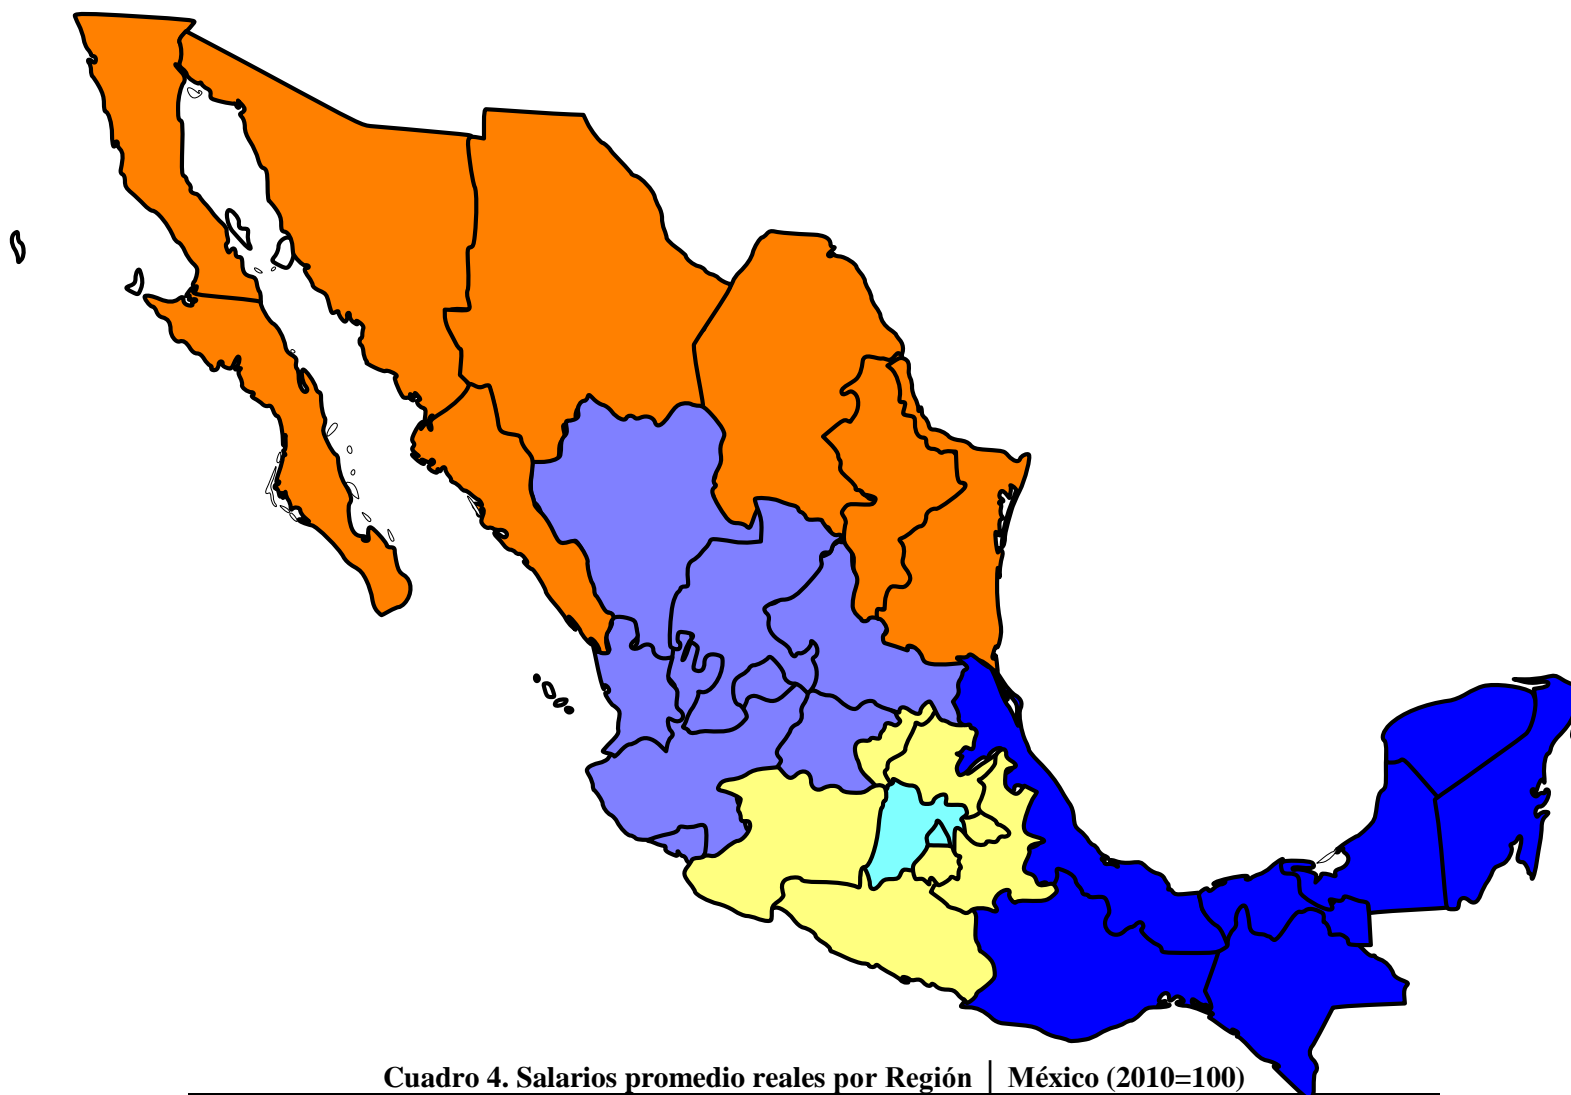 Cuadro 4. Salarios promedio reales por Región | México (2010=100)